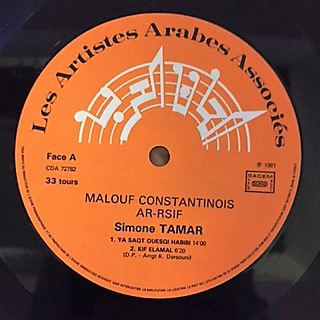 Les Artistes Arabes Associés
Face A
CDA 72782
33 tours
℗ 1981
SACEM
MALOUF CONSTANTINOIS
AR-RSIF
Simone TAMAR
1. YA SAQT OUESQI HABIBI 14'00
2. KIF ELAMAL 6'20
(D.P. - Arrgt K. Darsouni)